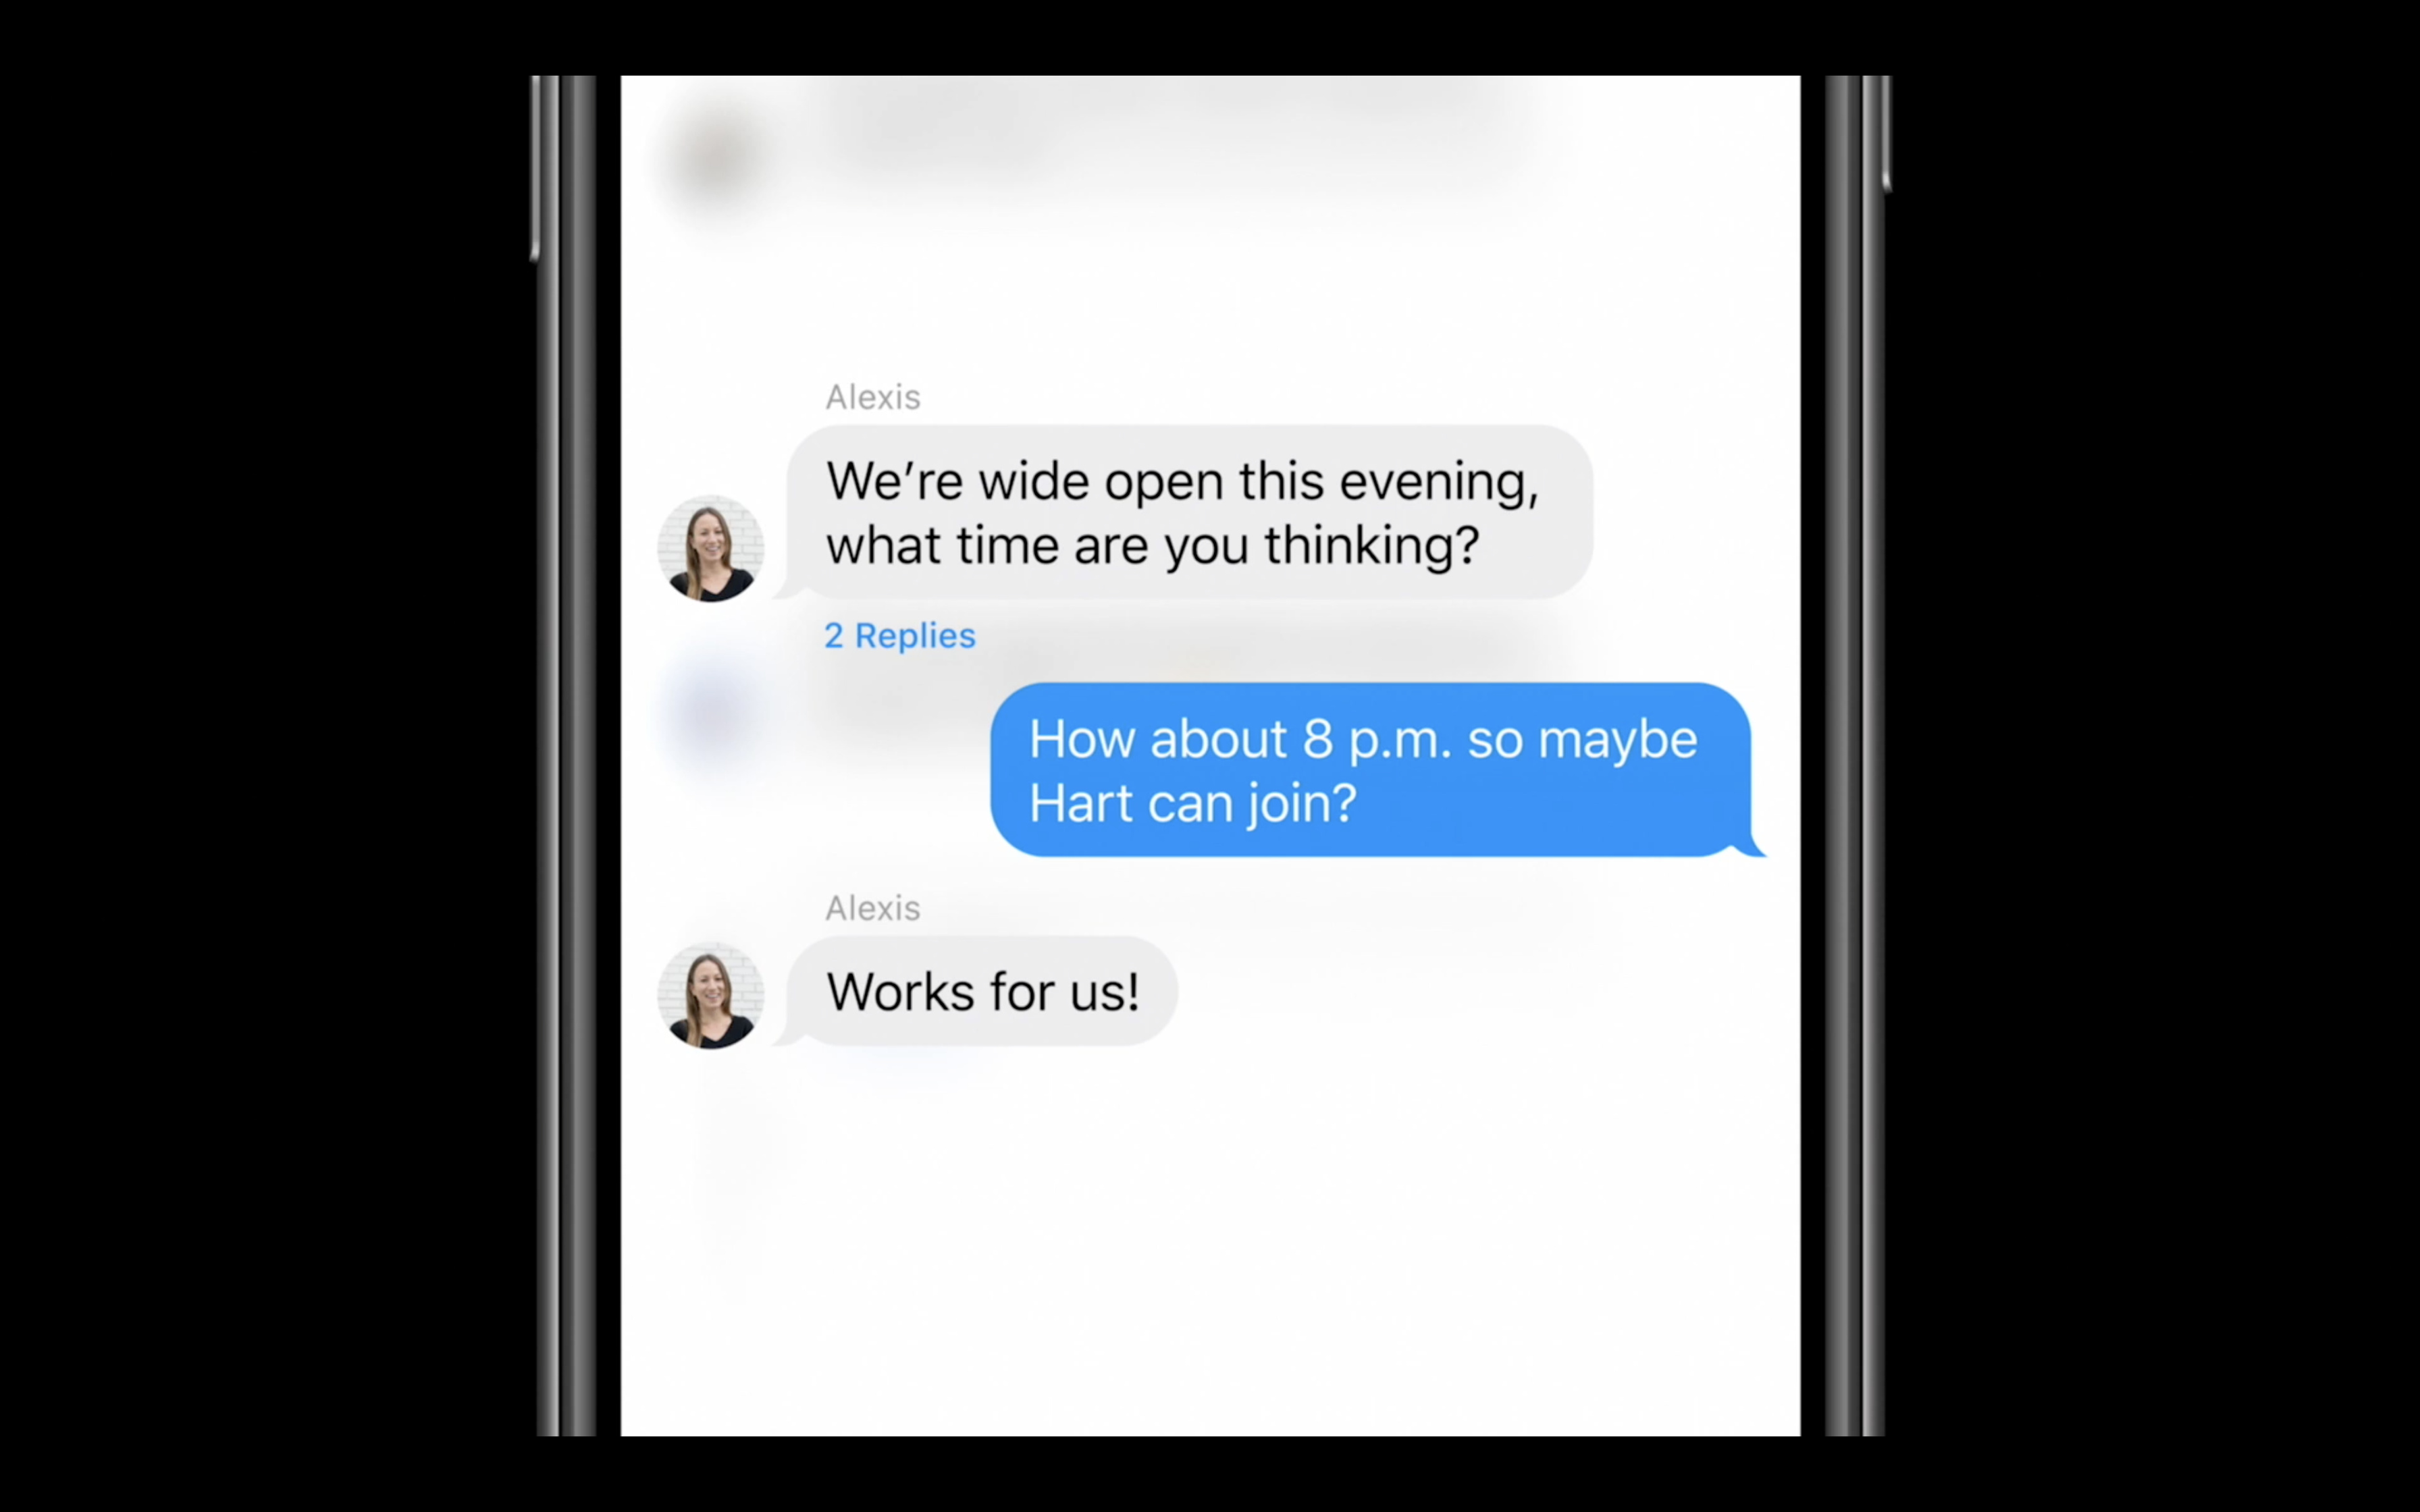 Alexis
We’re wide open this evening,
what time are you thinking?
2 Replies
How about 8 p.m. so maybe
Hart can join?
Alexis
Works for us!